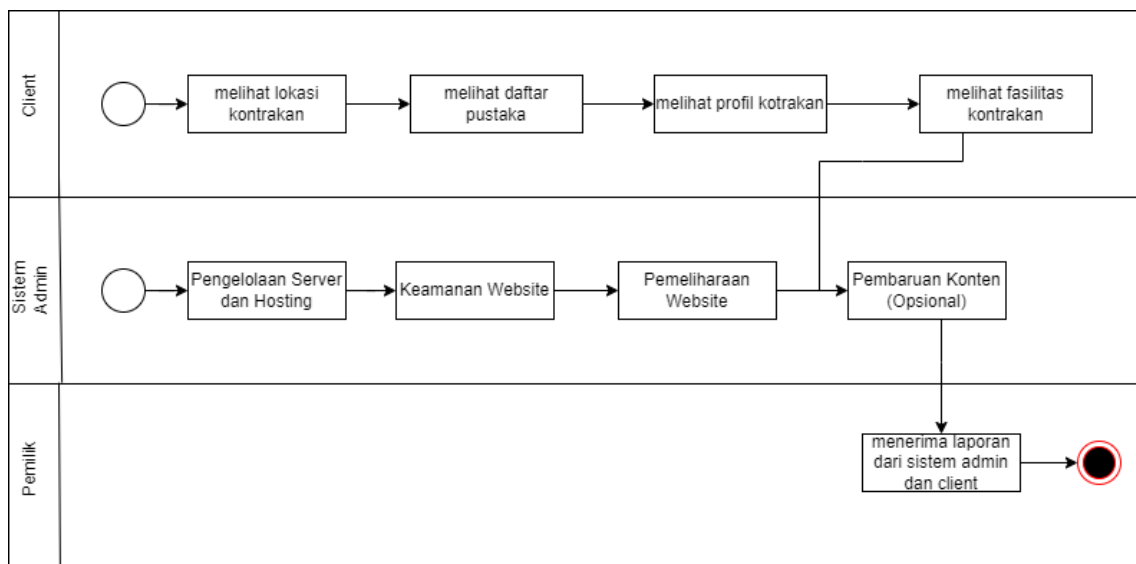 Client
melihat lokasi
kontrakan
melihat daftar
pustaka
melihat profil kotrakan
melihat fasilitas
kontrakan
Sistem
Admin
Pengelolaan Server
dan Hosting
Keamanan Website
Pemeliharaan
Website
Pembaruan Konten
(Opsional)
Pemilik
menerima laporan
dari sistem admin
dan client